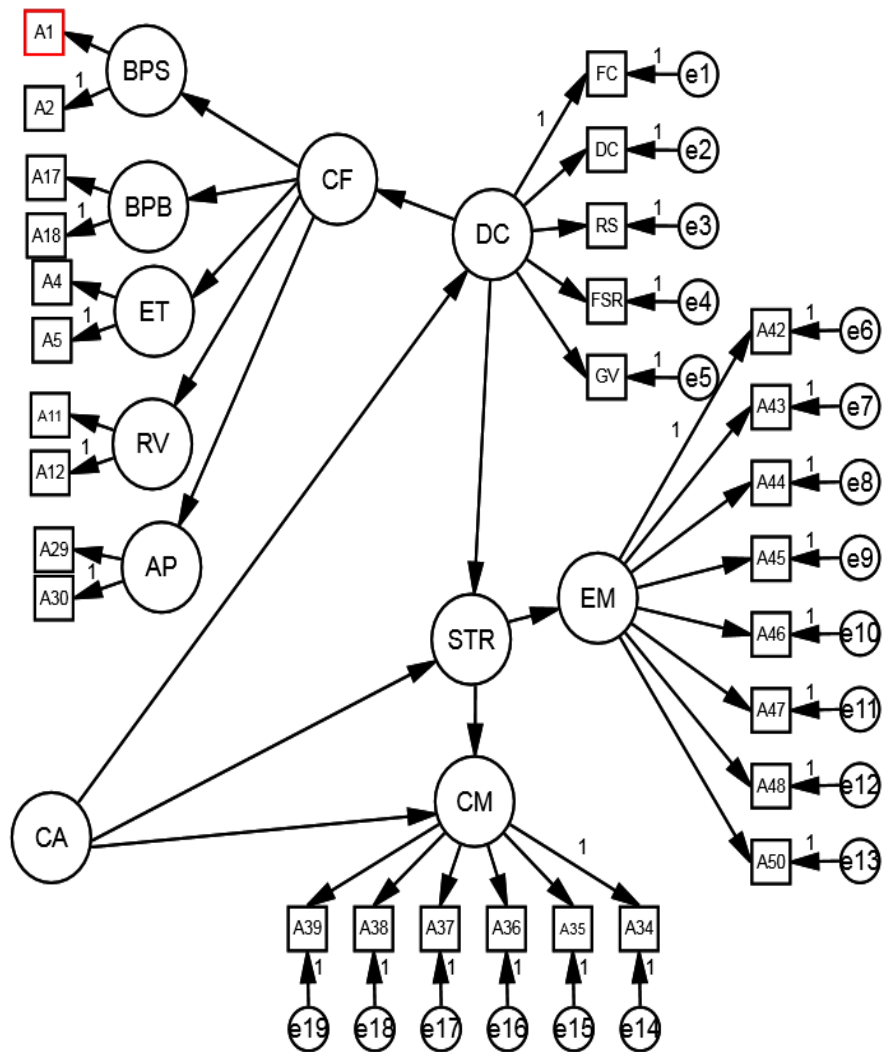 A1
1
A2
BPS
A17
1
A18
BPB
A4
1
A5
ET
A11
1
A12
RV
A29
1
A30
AP
CF
DC
1
FC
1
e1
DC
1
e2
RS
1
e3
FSR
1
e4
GV
1
e5
STR
EM
1
A42
1
e6
A43
1
e7
A44
1
e8
A45
1
e9
A46
1
e10
A47
1
e11
A48
1
e12
A50
1
e13
CA
CM
1
A39
A38
A37
A36
A35
A34
1
1
1
1
1
1
e19
e18
e17
e16
e15
e14